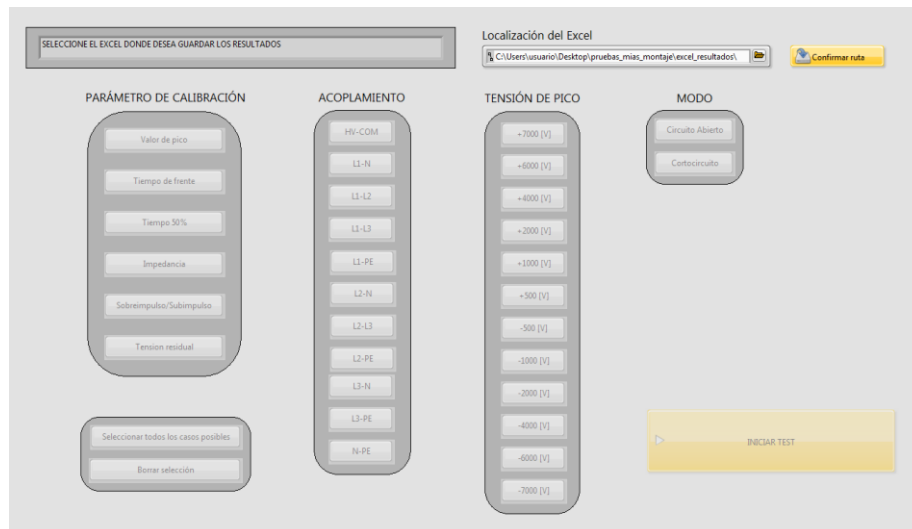 SELECCIONE EL EXCEL DONDE DESEA GUARDAR LOS RESULTADOS
Localización del Excel
C:\Users\usuario\Desktop\pruebas_mias_montaje\excel_resultados\
Confirmar ruta
PARÁMETRO DE CALIBRACIÓN
Valor de pico
Tiempo de frente
Tiempo 50%
Impedancia
Sobreimpulso/Subimpulso
Tension residual
Seleccionar todos los casos posibles
Borrar selección
ACOPLAMIENTO
HV-COM
L1-N
L1-L2
L1-L3
L1-PE
L2-N
L2-L3
L2-PE
L3-N
L3-PE
N-PE
TENSIÓN DE PICO
+7000 [V]
+6000 [V]
+4000 [V]
+2000 [V]
+1000 [V]
+500 [V]
-500 [V]
-1000 [V]
-2000 [V]
-4000 [V]
-6000 [V]
-7000 [V]
MODO
Circuito Abierto
Cortocircuito
INICIAR TEST